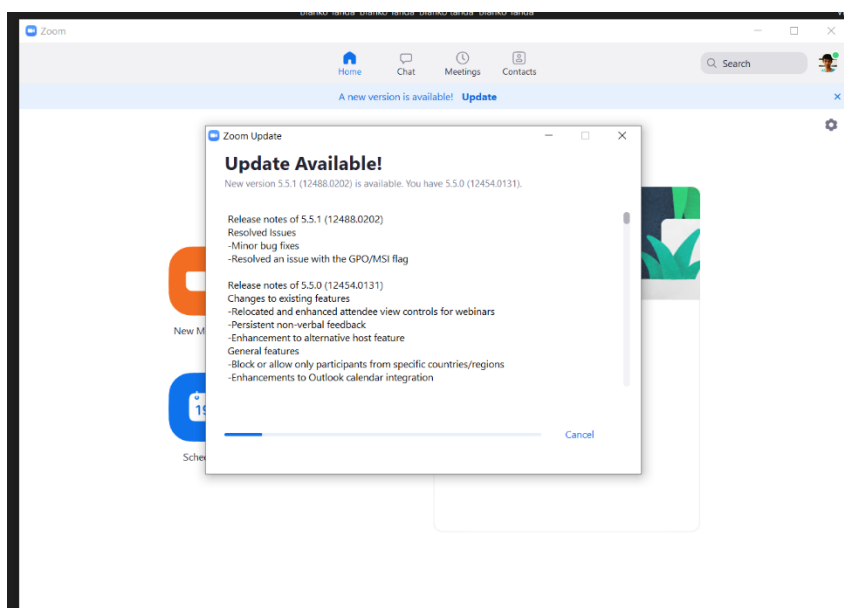 Zoom
Home
Chat
Meetings
Contacts
Search
A new version is available! Update
Zoom Update
Update Available!
New version 5.5.1 (12488.0202) is available. You have 5.5.0 (12454.0131).
Release notes of 5.5.1 (12488.0202)
Resolved Issues
-Minor bug fixes
-Resolved an issue with the GPO/MSI flag
Release notes of 5.5.0 (12454.0131)
Changes to existing features
-Relocated and enhanced attendee view controls for webinars
-Persistent non-verbal feedback
-Enhancement to alternative host feature
General features
-Block or allow only participants from specific countries/regions
-Enhancements to Outlook calendar integration
New M
19
Sche
Cancel